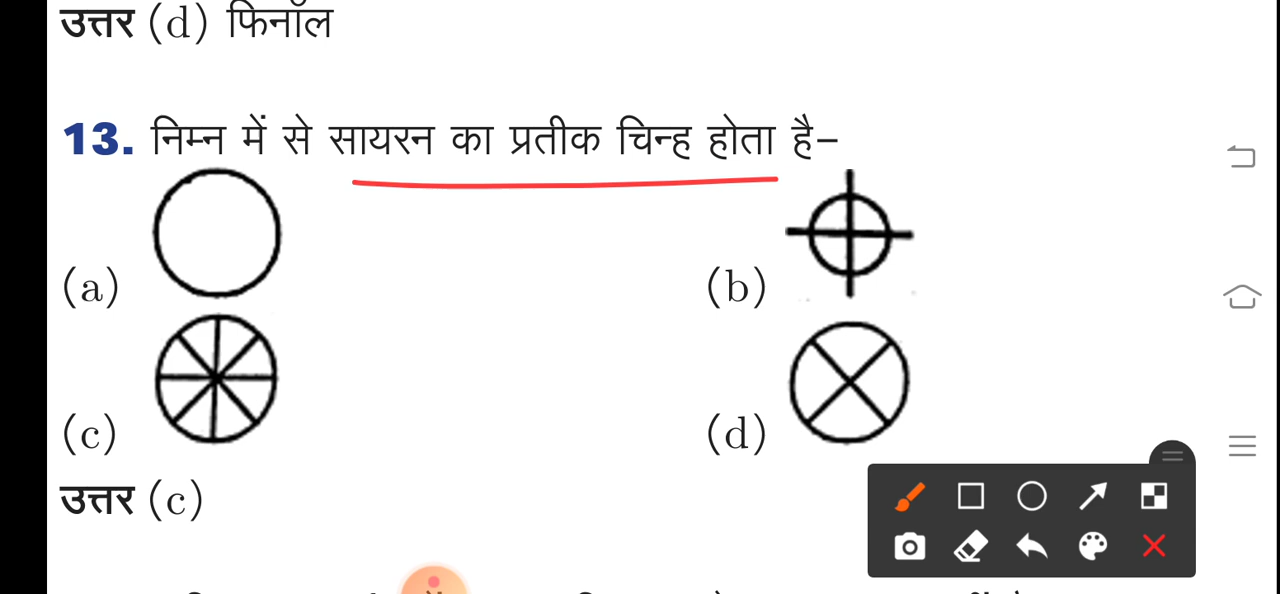 उत्तर (d) फिनॉल
13. निम्न में से सायरन का प्रतीक चिन्ह होता है–
(a) (b)
(c) (d)
उत्तर (c)